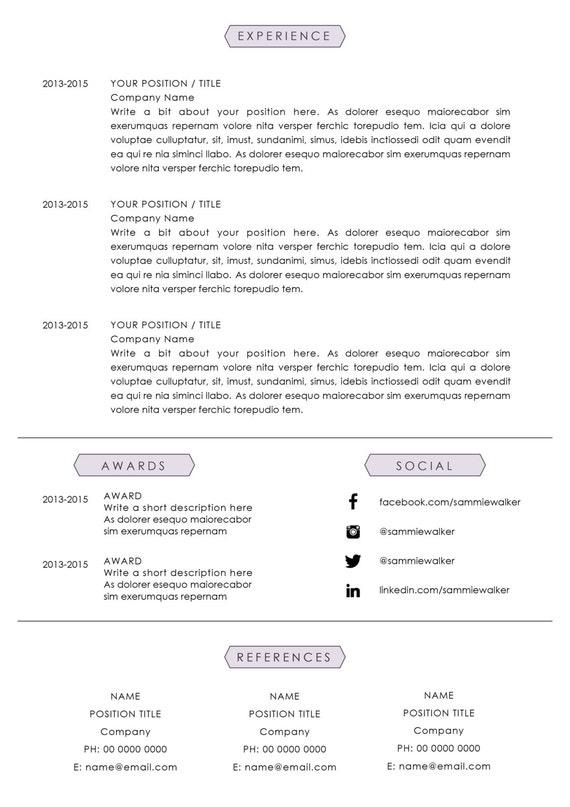 EXPERIENCE
2013-2015 YOUR POSITION / TITLE
Company Name
Write a bit about your position here. As dolorer esequo maiorecabor sim
exerumquas repernam volore nita versper ferchic torepudio tem. Icia qui a dolore
voluptae culluptatur, sit, imust, sundanimi, simus, idebis inctiossedi odit quam evendit
ea qui re nia siminci llabo. As dolorer esequo maiorecabor sim exerumquas repernam
volore nita versper ferchic torepudio tem.
2013-2015 YOUR POSITION / TITLE
Company Name
Write a bit about your position here. As dolorer esequo maiorecabor sim
exerumquas repernam volore nita versper ferchic torepudio tem. Icia qui a dolore
voluptae culluptatur, sit, imust, sundanimi, simus, idebis inctiossedi odit quam evendit
ea qui re nia siminci llabo. As dolorer esequo maiorecabor sim exerumquas repernam
volore nita versper ferchic torepudio tem.
2013-2015 YOUR POSITION / TITLE
Company Name
Write a bit about your position here. As dolorer esequo maiorecabor sim
exerumquas repernam volore nita versper ferchic torepudio tem. Icia qui a dolore
voluptae culluptatur, sit, imust, sundanimi, simus, idebis inctiossedi odit quam evendit
ea qui re nia siminci llabo. As dolorer esequo maiorecabor sim exerumquas repernam
volore nita versper ferchic torepudio tem.
AWARDS
2013-2015 AWARD
Write a short description here
As dolorer esequo maiorecabor
sim exerumquas repernam
2013-2015 AWARD
Write a short description here
As dolorer esequo maiorecabor
sim exerumquas repernam
SOCIAL
facebook.com/sammiewalker
@sammiewalker
@sammiewalker
linkedin.com/sammiewalker
REFERENCES
NAME
POSITION TITLE
Company
PH: 00 0000 0000
E: name@email.com
NAME
POSITION TITLE
Company
PH: 00 0000 0000
E: name@email.com
NAME
POSITION TITLE
Company
PH: 00 0000 0000
E: name@email.com